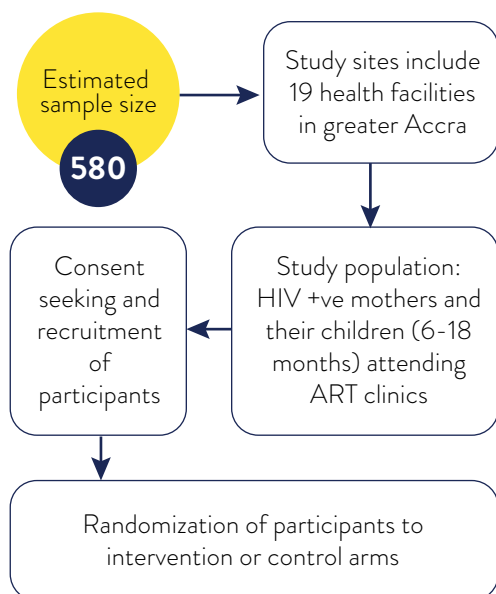 Estimated
sample size
580
Study sites include
19 health facilities
in greater Accra
Study population:
HIV +ve mothers and
their children (6-18
months) attending
ART clinics
Consent
seeking and
recruitment
of
participants
Randomization of participants to
intervention or control arms